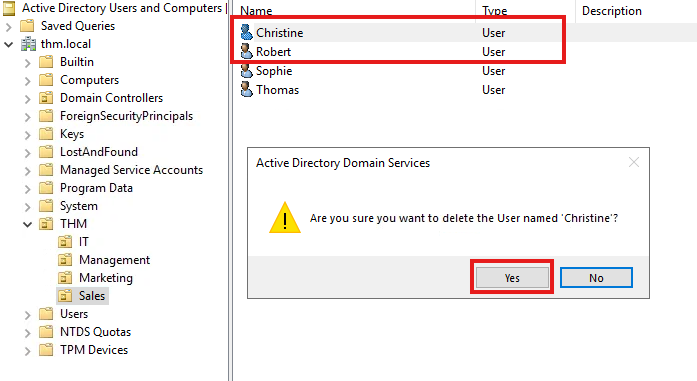 Active Directory Users and Computers [
Saved Queries
thm.local
Builtin
Computers
Domain Controllers
ForeignSecurityPrincipals
Keys
LostAndFound
Managed Service Accounts
Program Data
System
THM
IT
Management
Marketing
Sales
Users
NTDS Quotas
TPM Devices
Name Type Description
Christine User
Robert User
Sophie User
Thomas User
Active Directory Domain Services
Are you sure you want to delete the User named 'Christine'?
Yes No